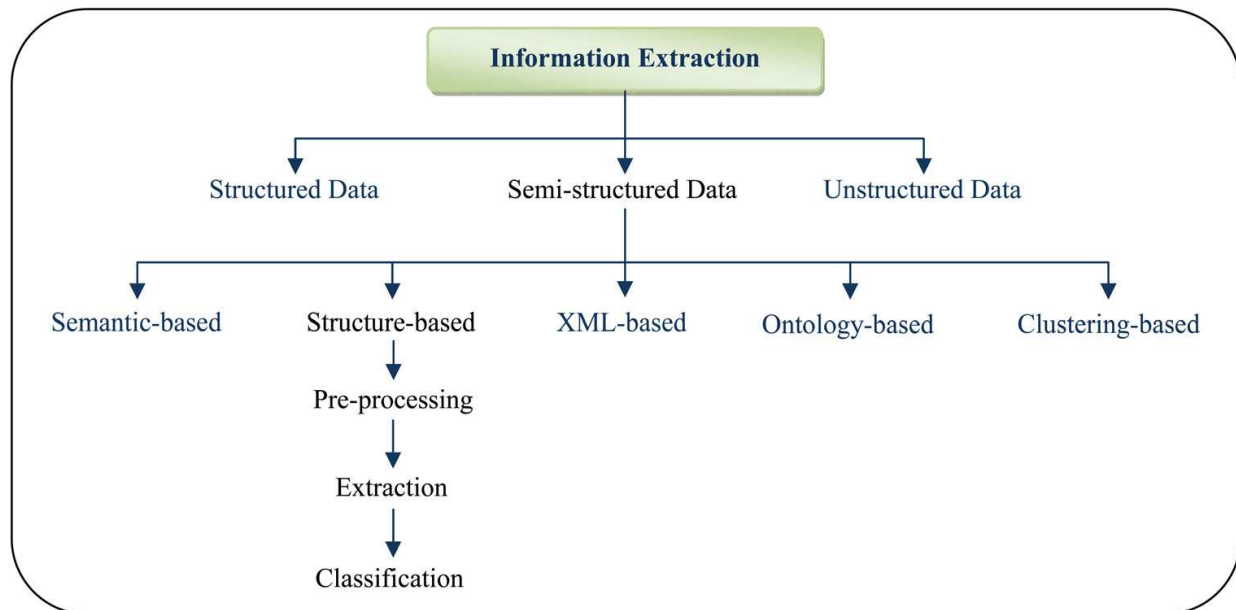 Information Extraction
Structured Data
Semi-structured Data
Unstructured Data
Semantic-based
Structure-based
XML-based
Ontology-based
Clustering-based
Pre-processing
Extraction
Classification